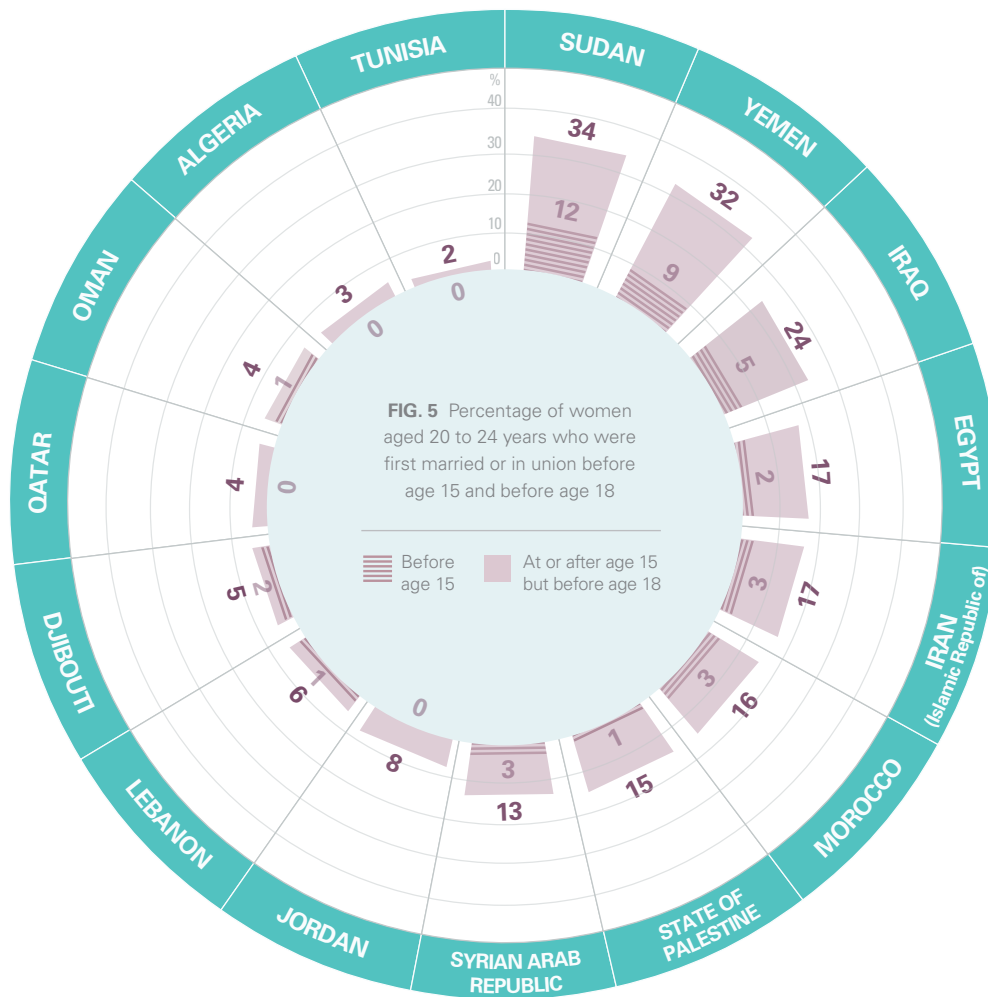 TUNISIA
SUDAN
YEMEN
IRAQ
EGYPT
IRAN
(Islamic Republic of)
MOROCCO
STATE OF
PALESTINE
SYRIAN ARAB
REPUBLIC
JORDAN
LEBANON
DJIBOUTI
QATAR
OMAN
ALGERIA
%
40
30
20
10
0
34
12
32
9
24
5
17
2
17
3
16
3
15
1
13
3
8
0
6
1
5
2
4
0
4
1
3
0
2
0
FIG. 5 Percentage of women
aged 20 to 24 years who were
first married or in union before
age 15 and before age 18
Before
age 15
At or after age 15
but before age 18